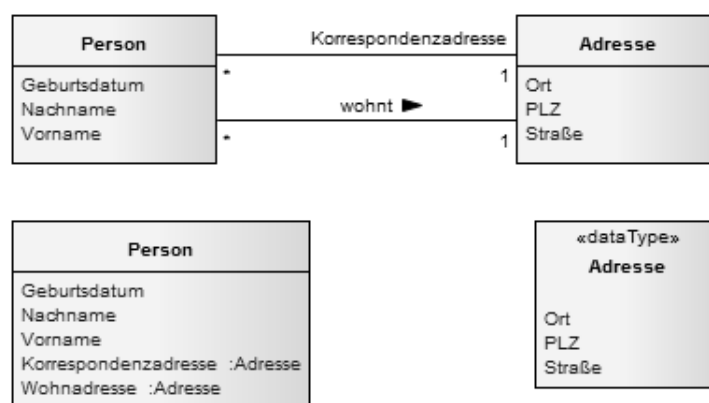 Person
Korrespondenzadresse
Adresse
Geburtsdatum
Nachname
Vorname
* 1
wohnt ►
* 1
Ort
PLZ
Straße
Person
Geburtsdatum
Nachname
Vorname
Korrespondenzadresse :Adresse
Wohnadresse :Adresse
«dataType»
Adresse
Ort
PLZ
Straße